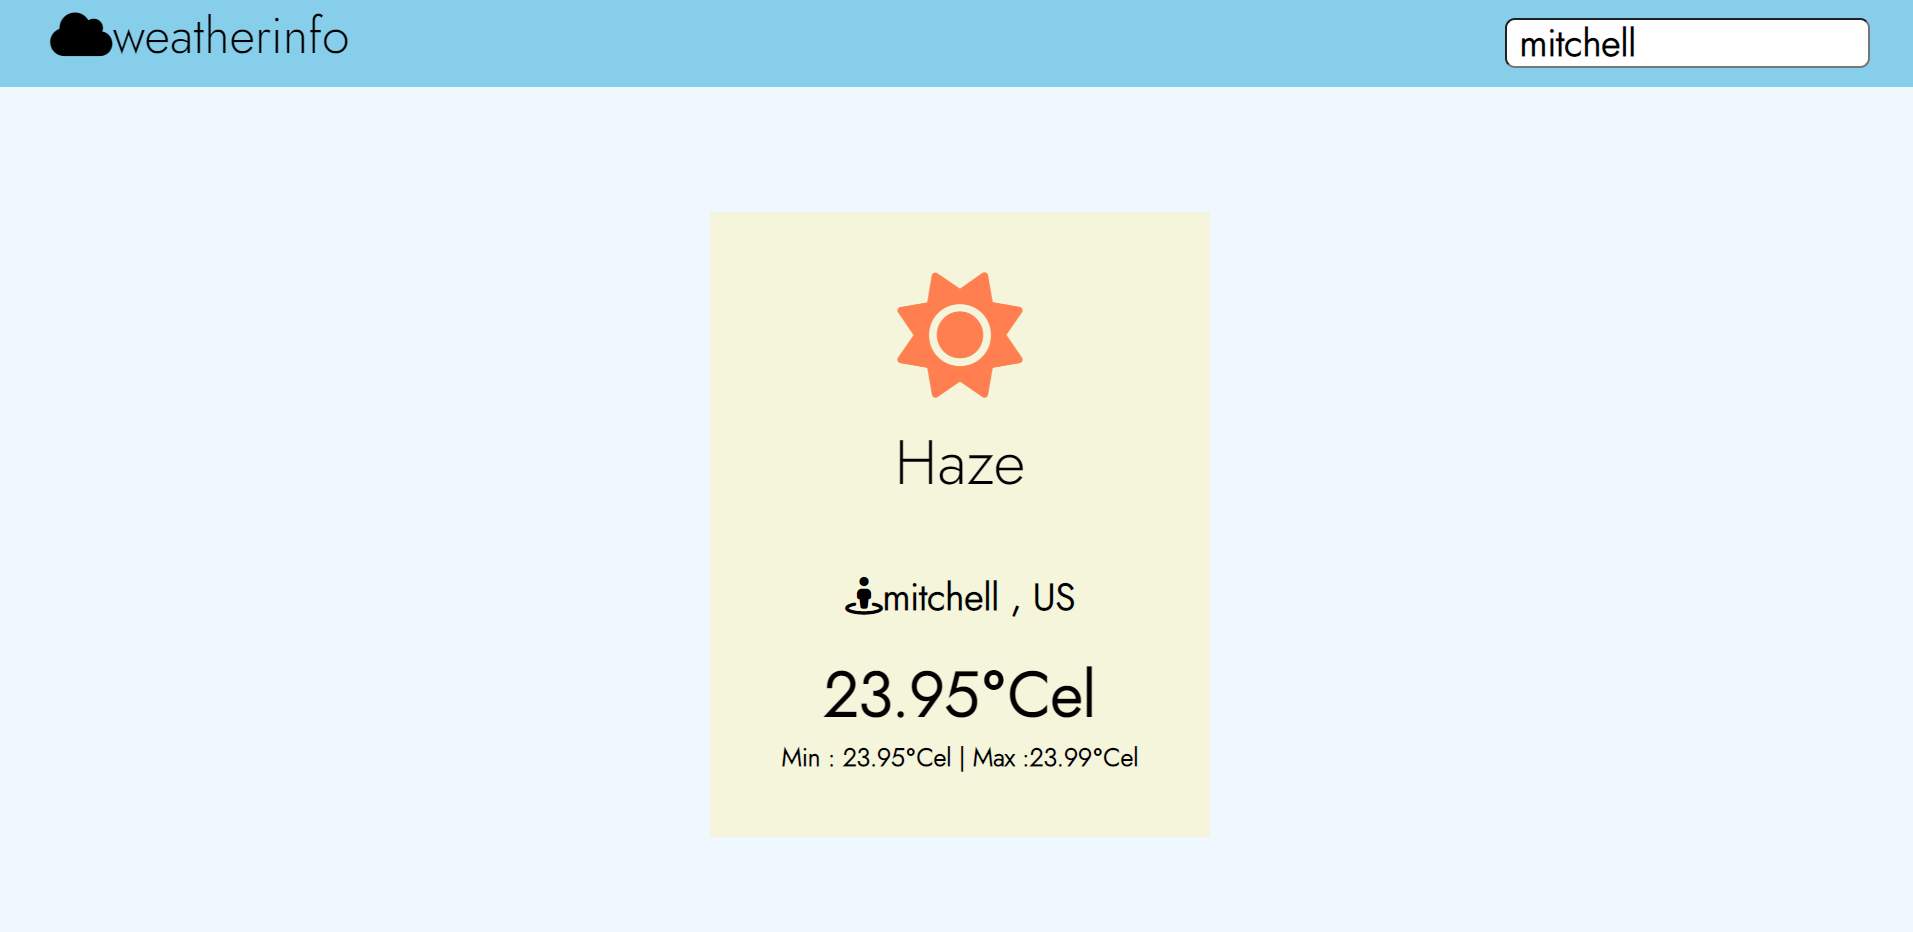 weatherinfo
mitchell
Haze
mitchell , US
23.95°Cel
Min : 23.95°Cel | Max :23.99°Cel